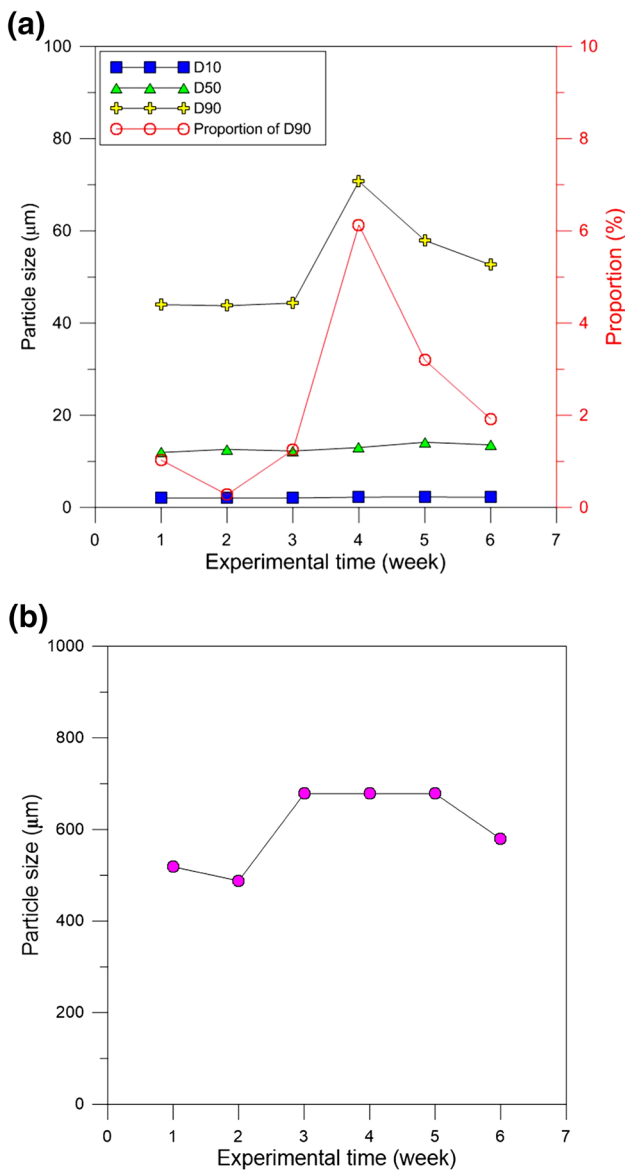 (a)
100
80
60
40
20
0
Particle size (μm)
D10
D50
D90
Proportion of D90
10
8
6
4
2
0
Proportion (%)
0 1 2 3 4 5 6 7
Experimental time (week)
(b)
1000
800
600
400
200
0
Particle size (μm)
0 1 2 3 4 5 6 7
Experimental time (week)